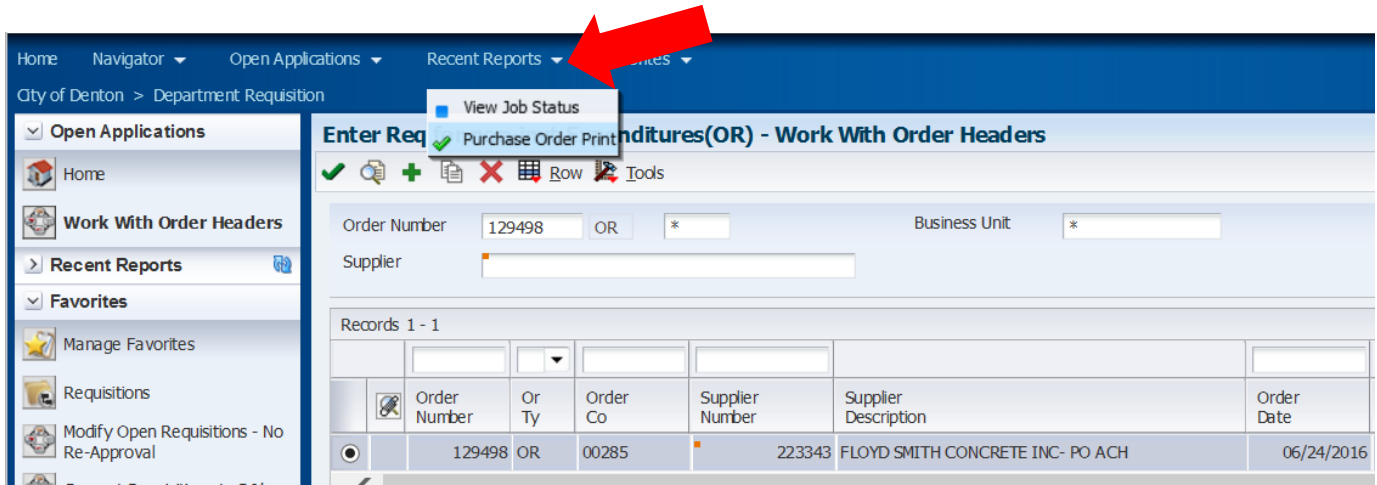 Home Navigator Open Applications Recent Reports
City of Denton > Department Requisition
View Job Status
Purchase Order Print
Open Applications
Home
Work With Order Headers
Recent Reports
Favorites
Manage Favorites
Requisitions
Modify Open Requisitions - No
Re-Approval
Enter Req nditures(OR) - Work With Order Headers
Row Tools
Order Number 129498 OR * Business Unit *
Supplier
Records 1 - 1
Order Number Or Ty Order Co Supplier Number Supplier Description Order Date
129498 OR 00285 223343 FLOYD SMITH CONCRETE INC- PO ACH 06/24/2016